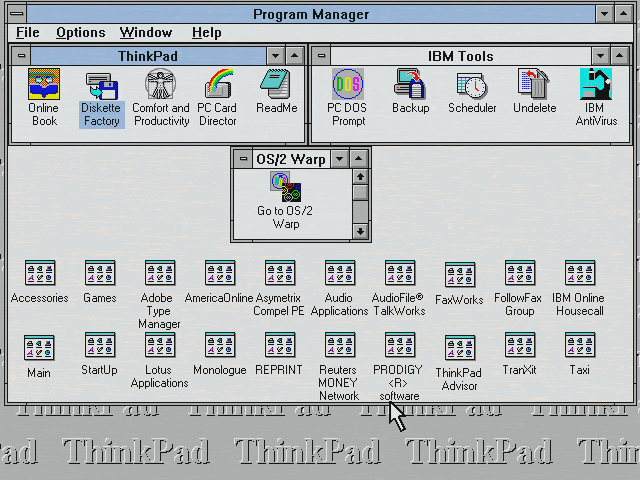 Program Manager
File Options Window Help
ThinkPad
IBM Tools
Online Book
Diskette Factory
Comfort and Productivity
PC Card Director
ReadMe
DOS
PC DOS Prompt
Backup
Scheduler
Undelete
IBM AntiVirus
OS/2 Warp
Go to OS/2 Warp
Accessories
Games
Adobe Type Manager
AmericaOnline
Asymetrix Compel PE
Audio Applications
AudioFile® TalkWorks
FaxWorks
FollowFax Group
IBM Online Housecall
Main
StartUp
Lotus Applications
Monologue
REPRINT
Reuters MONEY Network
PRODIGY <R> software
ThinkPad Advisor
TranXit
Taxi
ThinkPad ThinkPad ThinkPad ThinkPad
Pad ThinkPad ThinkPad ThinkPad